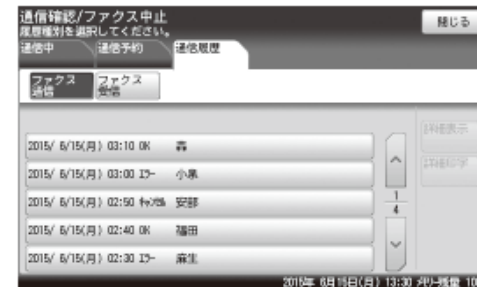 通信確認/ファクス中止
履歴種別を選択してください。
閉じる
通信中 通信予約 通信履歴
ファクス送信 ファクス受信
詳細表示
詳細印字
2015/ 6/15(月) 03:10 OK 森
2015/ 6/15(月) 03:00 エラー 小泉
2015/ 6/15(月) 02:50 キャンセル 安部
2015/ 6/15(月) 02:40 OK 福田
2015/ 6/15(月) 02:30 エラー 麻生
1
4
2015年 6月15日(月) 13:30 メモリー残量 10